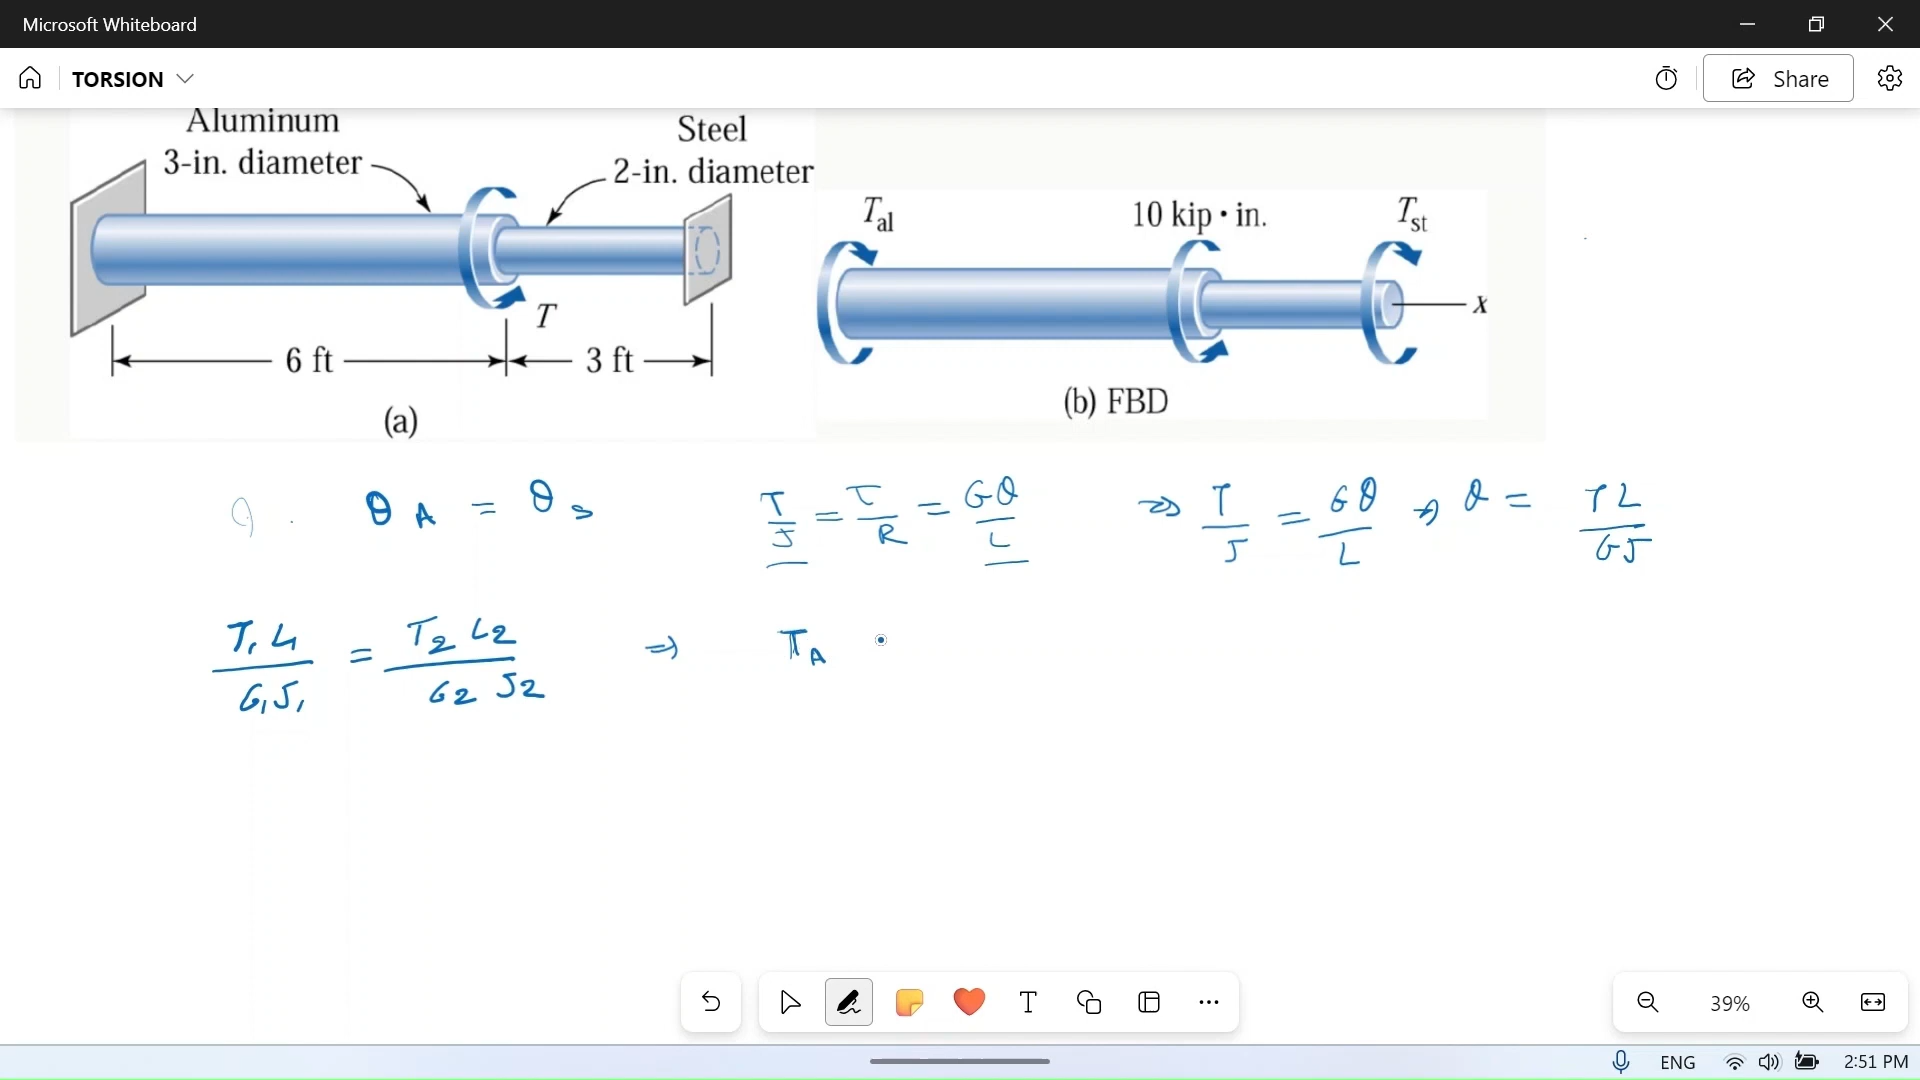 Microsoft Whiteboard
TORSION
Share
Aluminum
3-in. diameter
Steel
2-in. diameter
T
6 ft
3 ft
(a)
T_al
10 kip · in.
T_st
x
(b) FBD
θ_A = θ_s
T/J = τ/R = Gθ/L ⇒ T/J = Gθ/L ⇒ θ = TL/GJ
T₁L₁/G₁J₁ = T₂L₂/G₂J₂ ⇒ T_A
T
39%
ENG
2:51 PM